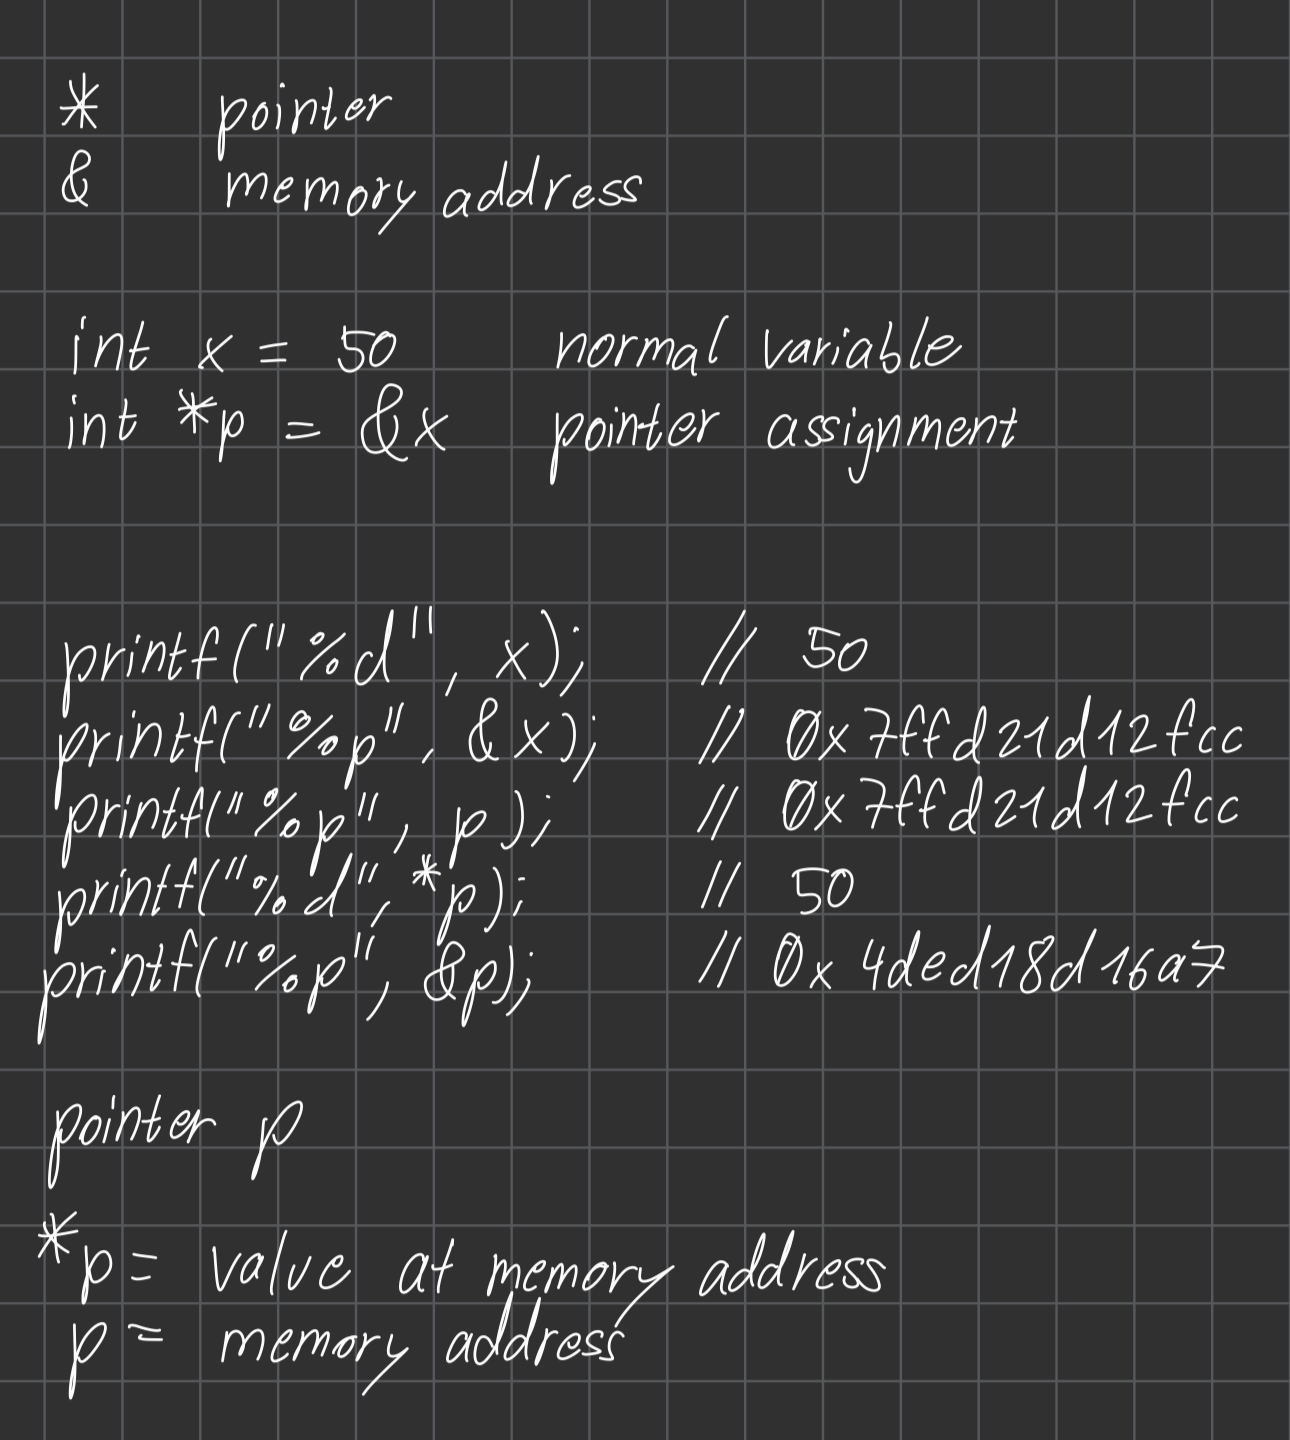 * pointer
& memory address
int x = 50 normal variable
int *p = &x pointer assignment
printf("%d", x); // 50
printf("%p", &x); // 0x7ffd21d12fcc
printf("%p", p); // 0x7ffd21d12fcc
printf("%d", *p); // 50
printf("%p", &p); // 0x4ded18d16a7
pointer p
*p = value at memory address
p = memory address